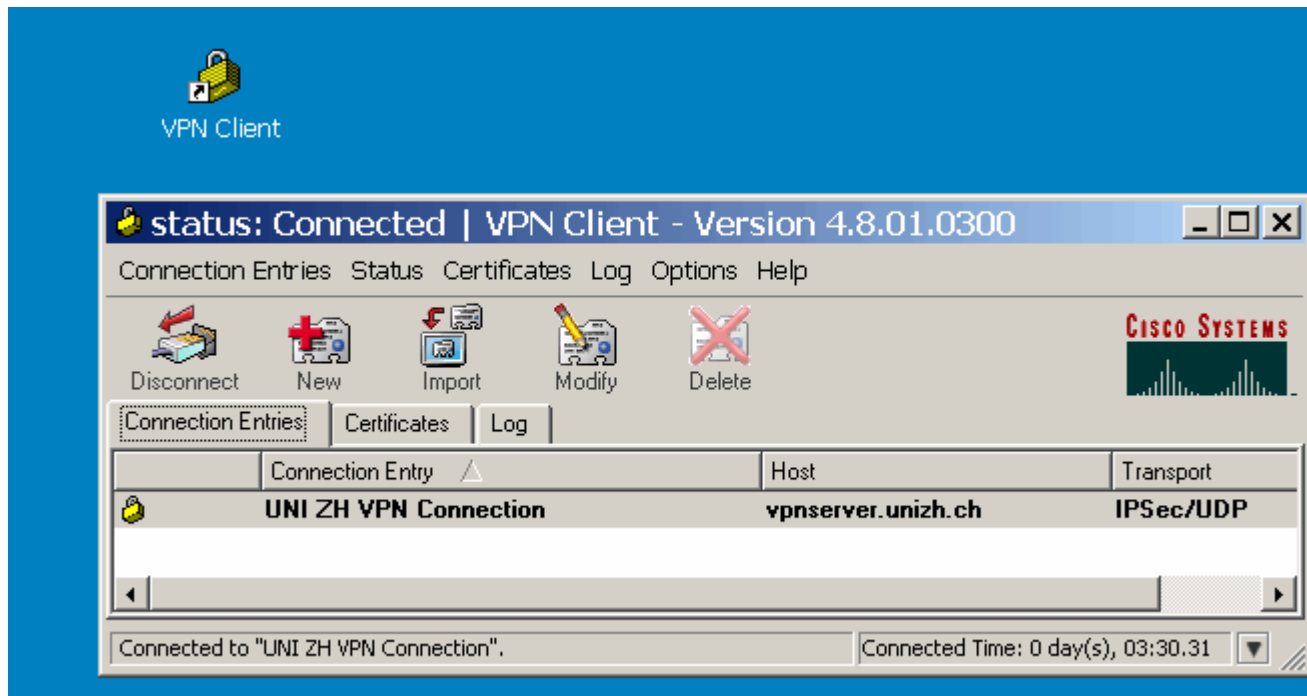 VPN Client
status: Connected | VPN Client - Version 4.8.01.0300
Connection Entries Status Certificates Log Options Help
CISCO SYSTEMS
Disconnect New Import Modify Delete
Connection Entries Certificates Log
Connection Entry Host Transport
UNI ZH VPN Connection vpnserver.unizh.ch IPSec/UDP
Connected to "UNI ZH VPN Connection". Connected Time: 0 day(s), 03:30.31